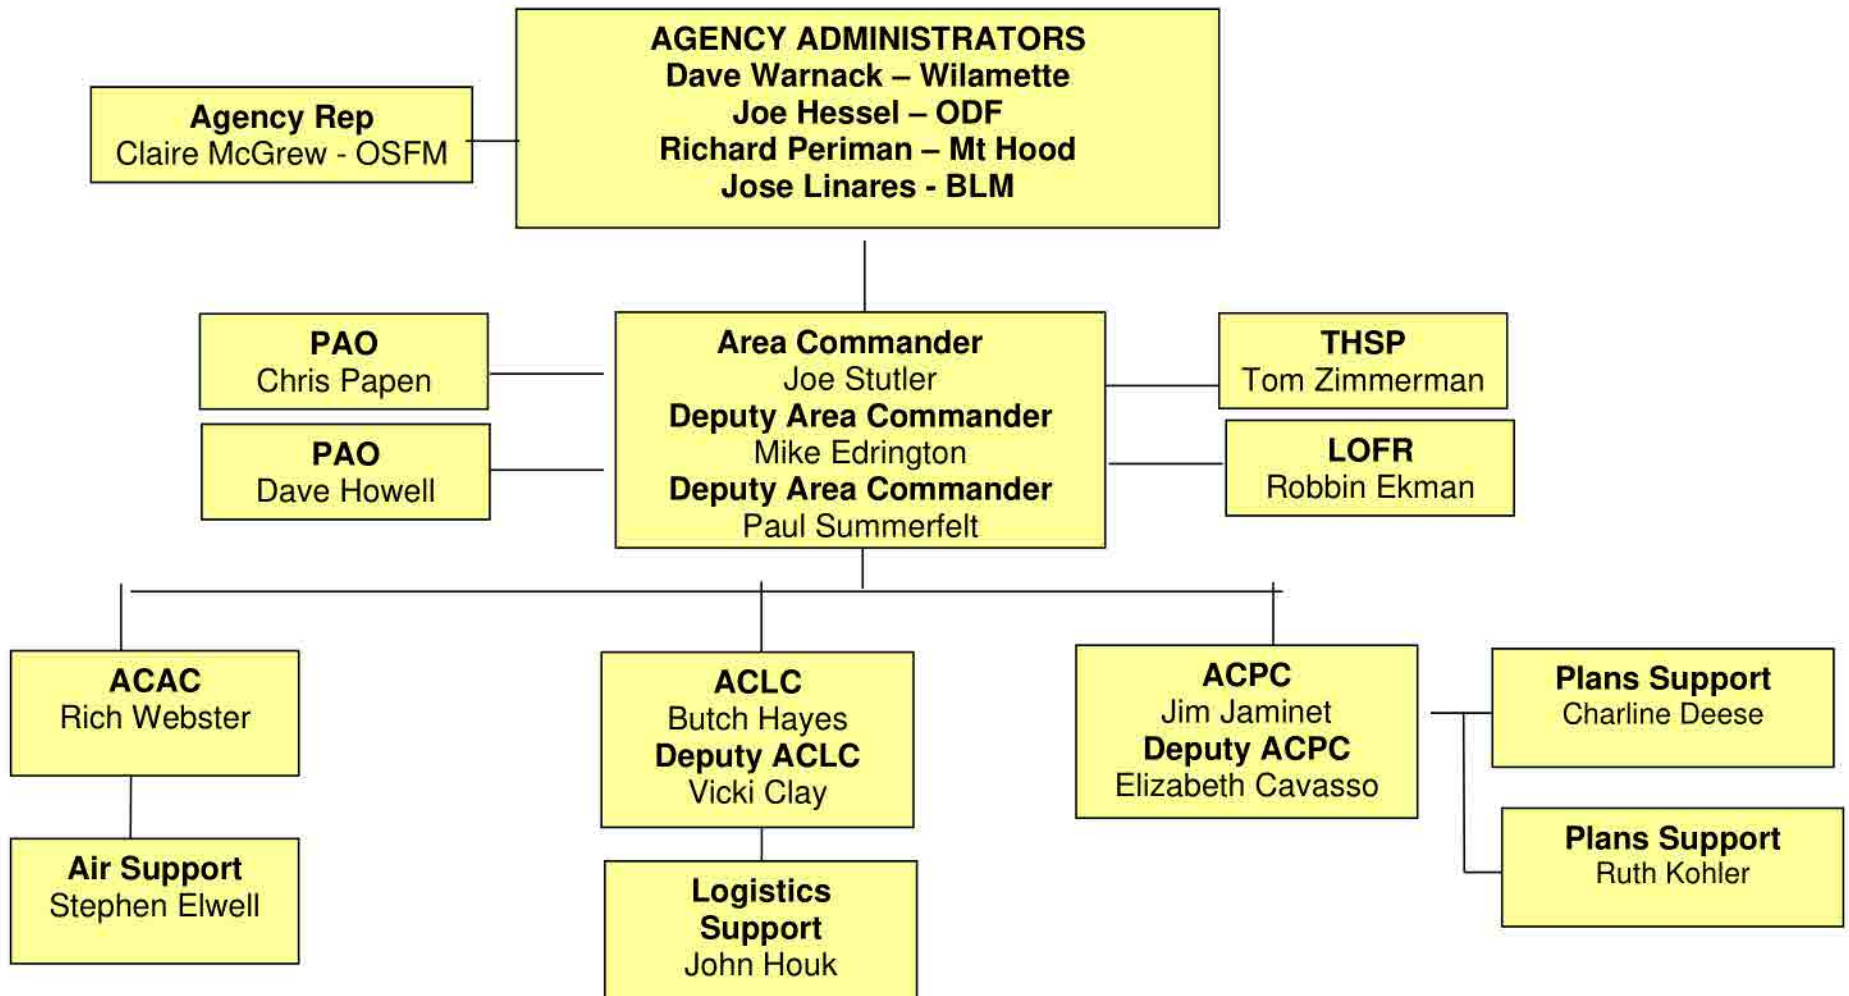 AGENCY ADMINISTRATORS
Dave Warnack – Wilamette
Joe Hessel – ODF
Richard Periman – Mt Hood
Jose Linares - BLM
Agency Rep
Claire McGrew - OSFM
PAO
Chris Papen
PAO
Dave Howell
Area Commander
Joe Stutler
Deputy Area Commander
Mike Edrington
Deputy Area Commander
Paul Summerfelt
THSP
Tom Zimmerman
LOFR
Robbin Ekman
ACAC
Rich Webster
Air Support
Stephen Elwell
ACLC
Butch Hayes
Deputy ACLC
Vicki Clay
Logistics
Support
John Houk
ACPC
Jim Jaminet
Deputy ACPC
Elizabeth Cavasso
Plans Support
Charline Deese
Plans Support
Ruth Kohler